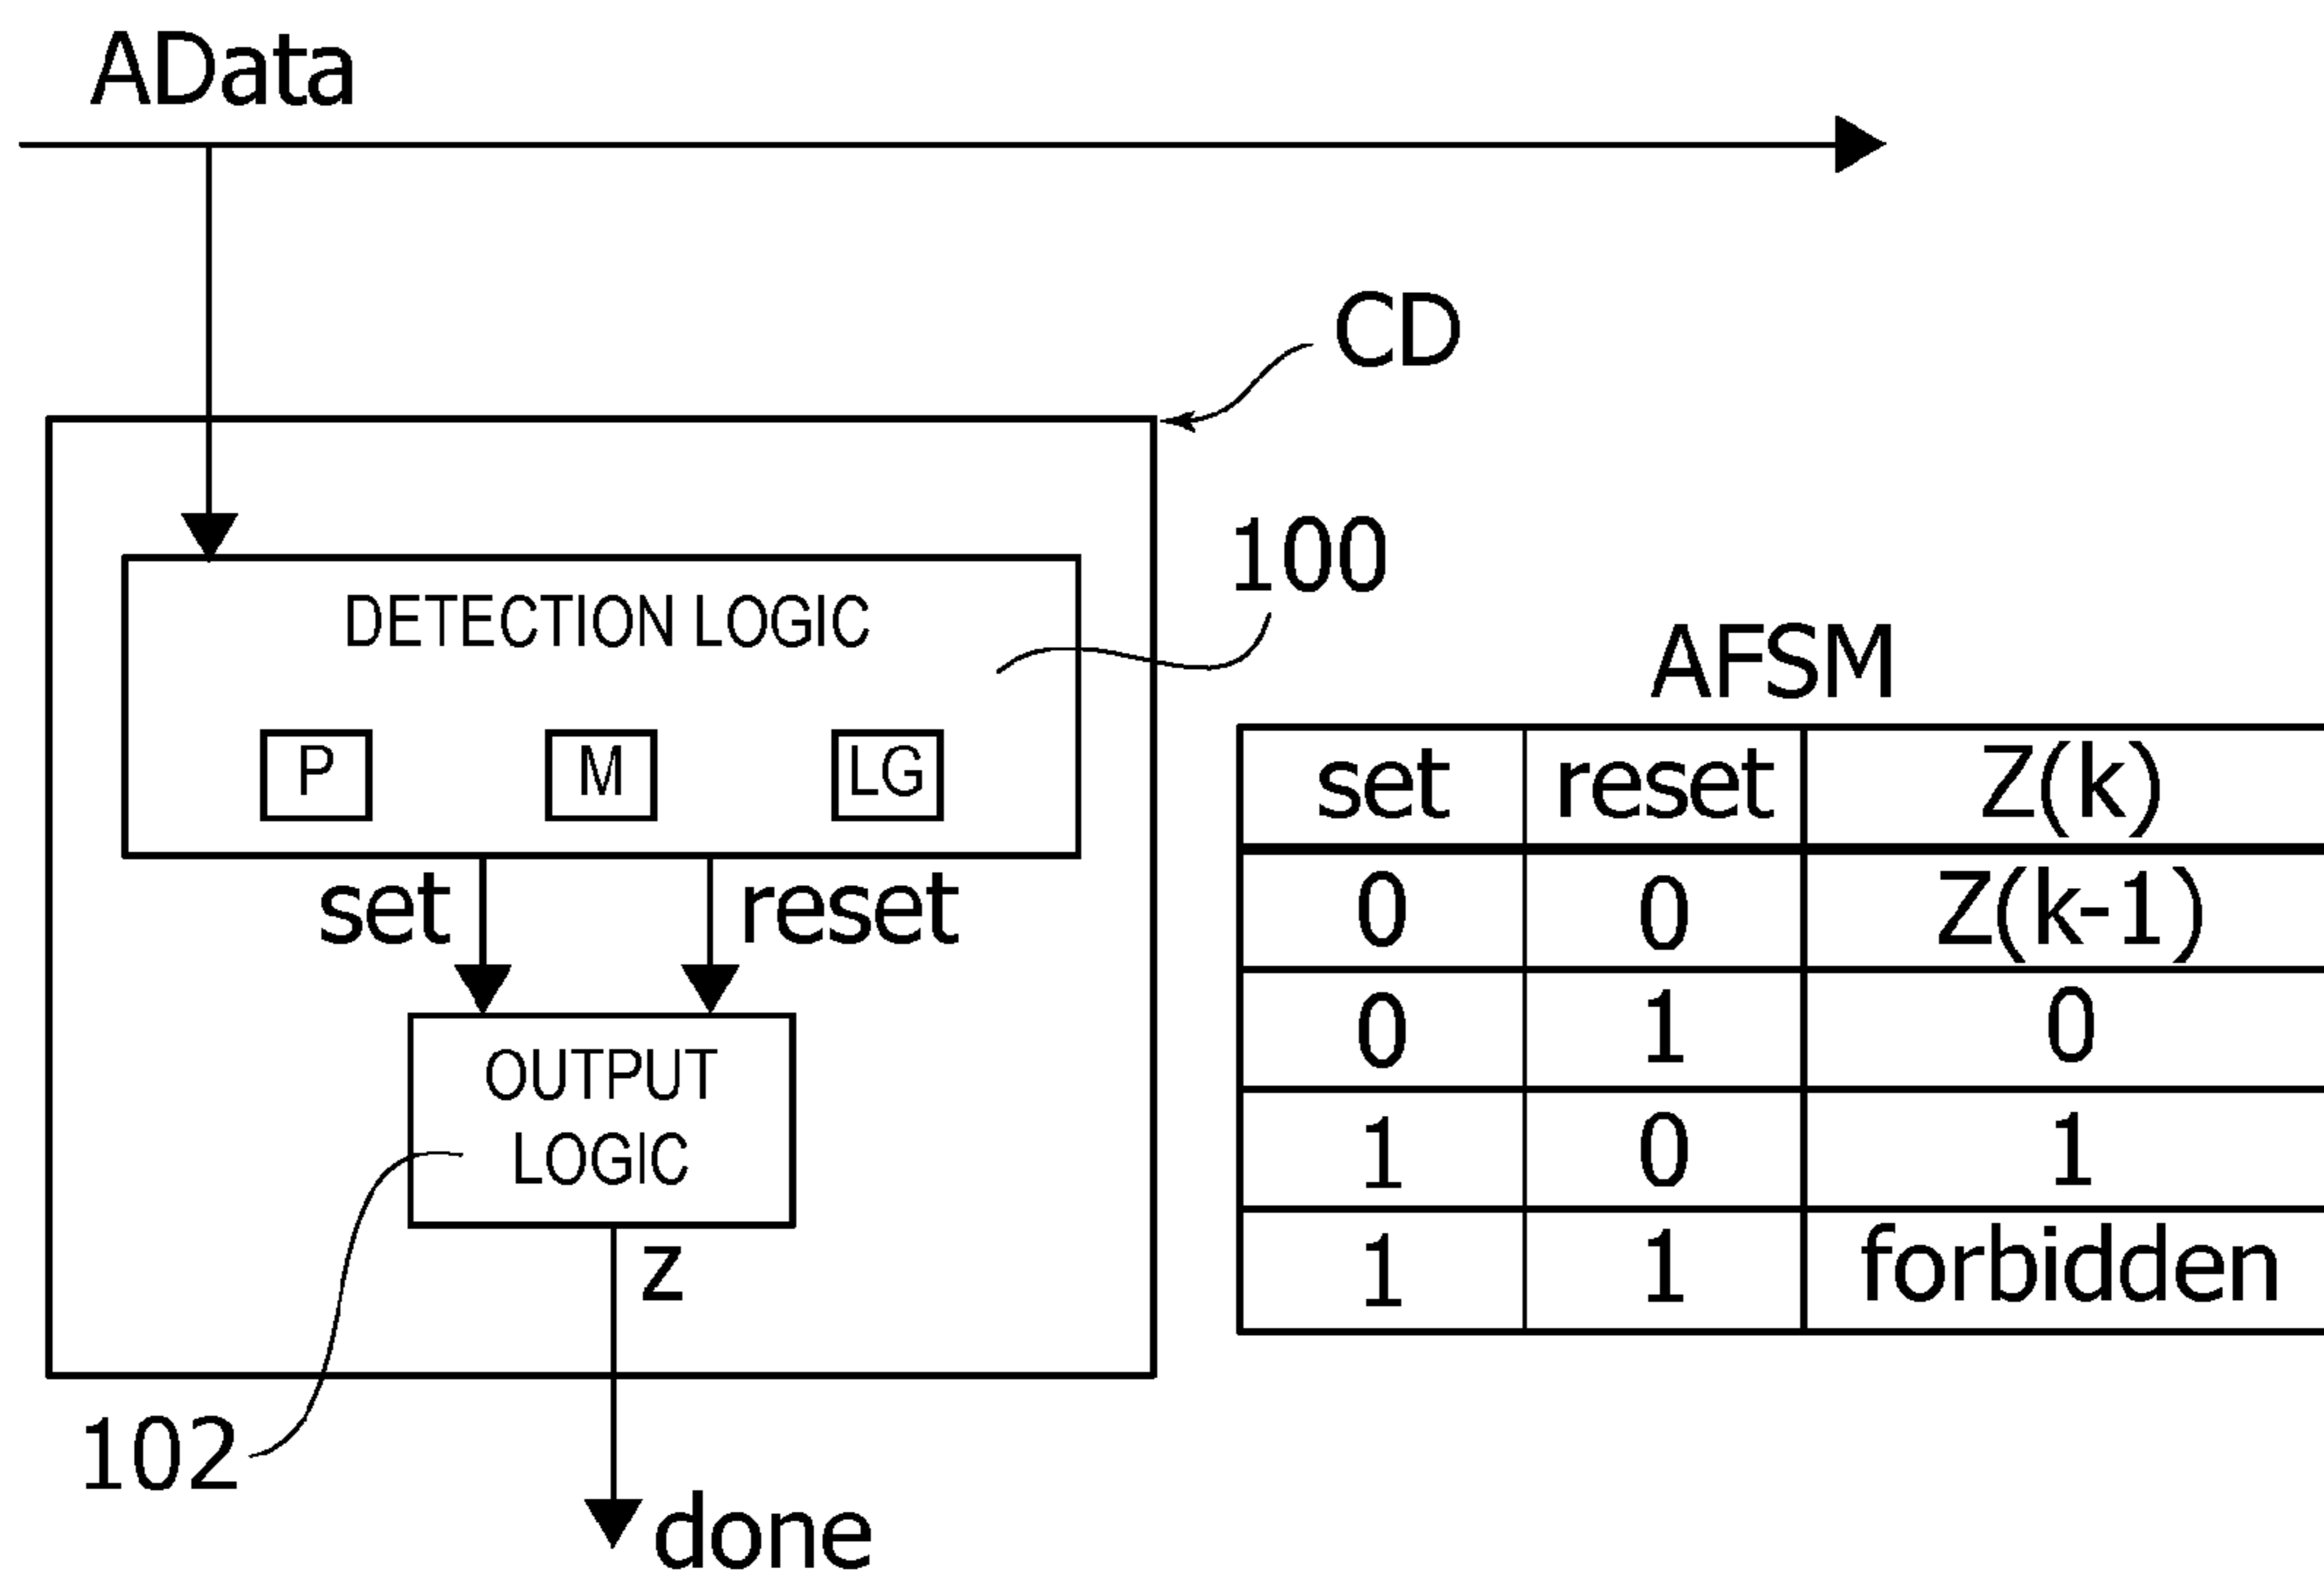 AData
CD
100
DETECTION LOGIC
P M LG
set reset
OUTPUT
LOGIC
z
102
done
AFSM
set reset Z(k)
0 0 Z(k-1)
0 1 0
1 0 1
1 1 forbidden